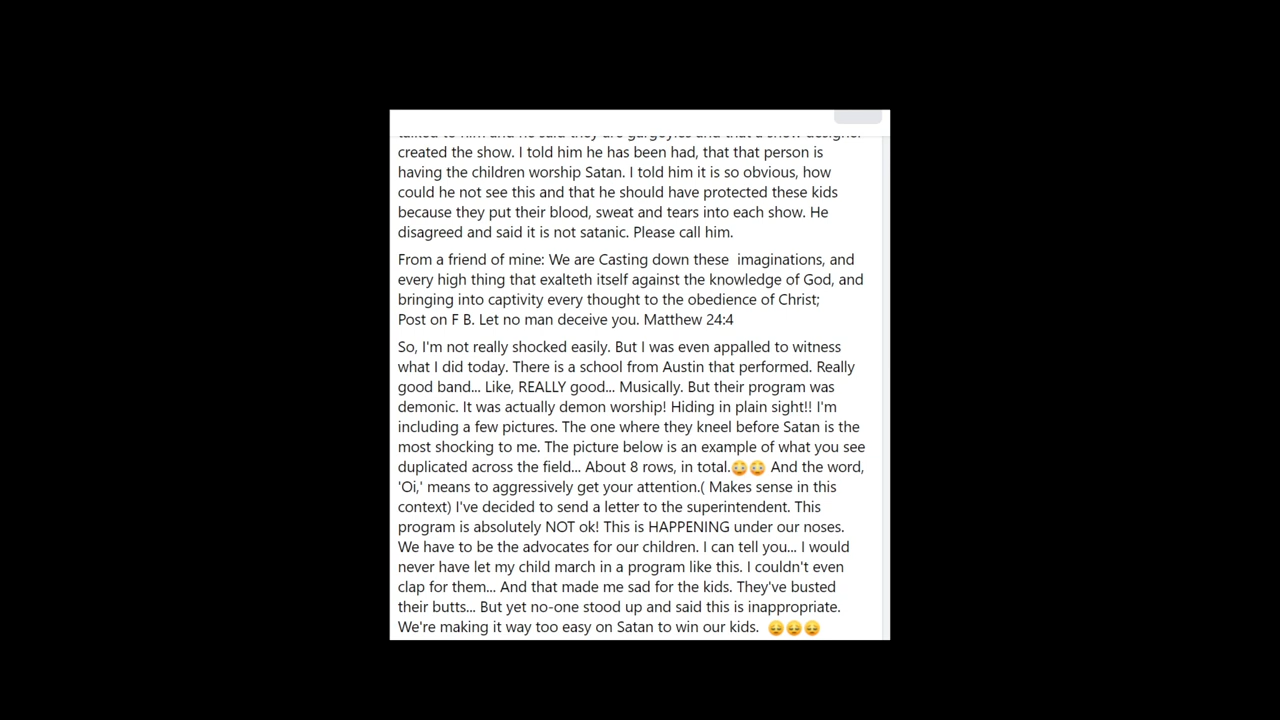 talked to him and he said they are gargoyles and that a show designer
created the show. I told him he has been had, that that person is
having the children worship Satan. I told him it is so obvious, how
could he not see this and that he should have protected these kids
because they put their blood, sweat and tears into each show. He
disagreed and said it is not satanic. Please call him.
From a friend of mine: We are Casting down these  imaginations, and
every high thing that exalteth itself against the knowledge of God, and
bringing into captivity every thought to the obedience of Christ;
Post on F B. Let no man deceive you. Matthew 24:4
So, I'm not really shocked easily. But I was even appalled to witness
what I did today. There is a school from Austin that performed. Really
good band... Like, REALLY good... Musically. But their program was
demonic. It was actually demon worship! Hiding in plain sight!! I'm
including a few pictures. The one where they kneel before Satan is the
most shocking to me. The picture below is an example of what you see
duplicated across the field... About 8 rows, in total.😳😳 And the word,
'Oi,' means to aggressively get your attention.( Makes sense in this
context) I've decided to send a letter to the superintendent. This
program is absolutely NOT ok! This is HAPPENING under our noses.
We have to be the advocates for our children. I can tell you... I would
never have let my child march in a program like this. I couldn't even
clap for them... And that made me sad for the kids. They've busted
their butts... But yet no-one stood up and said this is inappropriate.
We're making it way too easy on Satan to win our kids.  😔😔😔